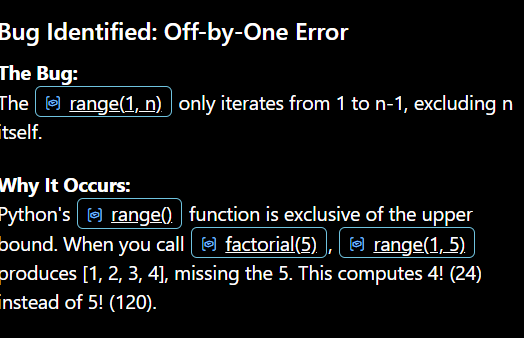 Bug Identified: Off-by-One Error
The Bug:
The range(1, n) only iterates from 1 to n-1, excluding n
itself.
Why It Occurs:
Python's range() function is exclusive of the upper
bound. When you call factorial(5), range(1, 5)
produces [1, 2, 3, 4], missing the 5. This computes 4! (24)
instead of 5! (120).